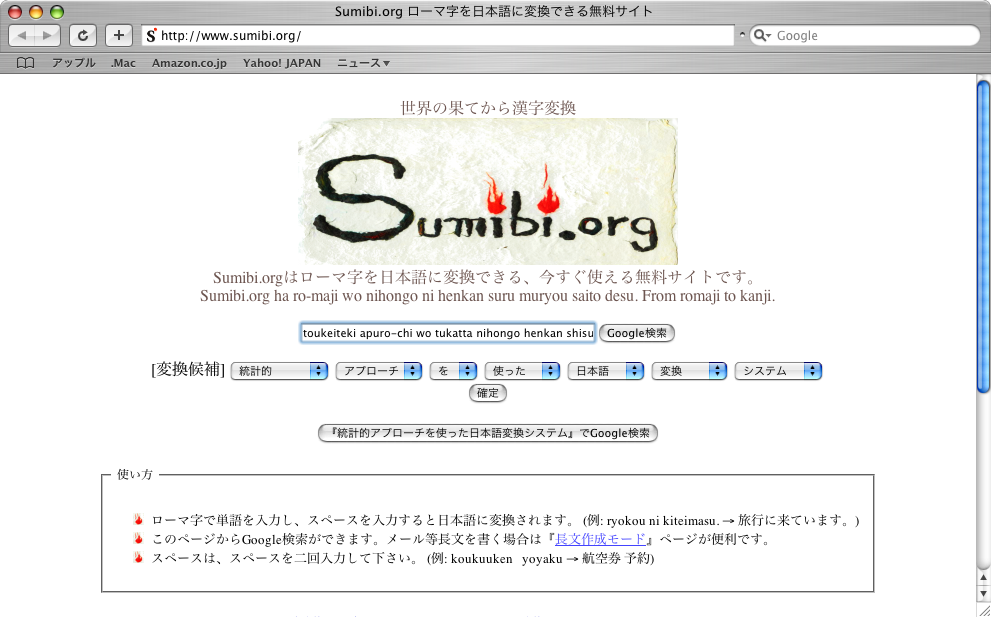 Sumibi.org ローマ字を日本語に変換できる無料サイト
http://www.sumibi.org/ Google
アップル .Mac Amazon.co.jp Yahoo! JAPAN ニュース▼
世界の果てから漢字変換
Sumibi.org
Sumibi.orgはローマ字を日本語に変換できる、今すぐ使える無料サイトです。
Sumibi.org ha ro-maji wo nihongo ni henkan suru muryou saito desu. From romaji to kanji.
toukeiteki apuro-chi wo tukatta nihongo henkan shisu Google検索
[変換候補] 統計的 アプローチ を 使った 日本語 変換 システム
確定
『統計的アプローチを使った日本語変換システム』でGoogle検索
使い方
ローマ字で単語を入力し、スペースを入力すると日本語に変換されます。 (例: ryokou ni kiteimasu. → 旅行に来ています。)
このページからGoogle検索ができます。メール等長文を書く場合は『長文作成モード』ページが便利です。
スペースは、スペースを二回入力して下さい。 (例: koukuuken yoyaku → 航空券 予約)